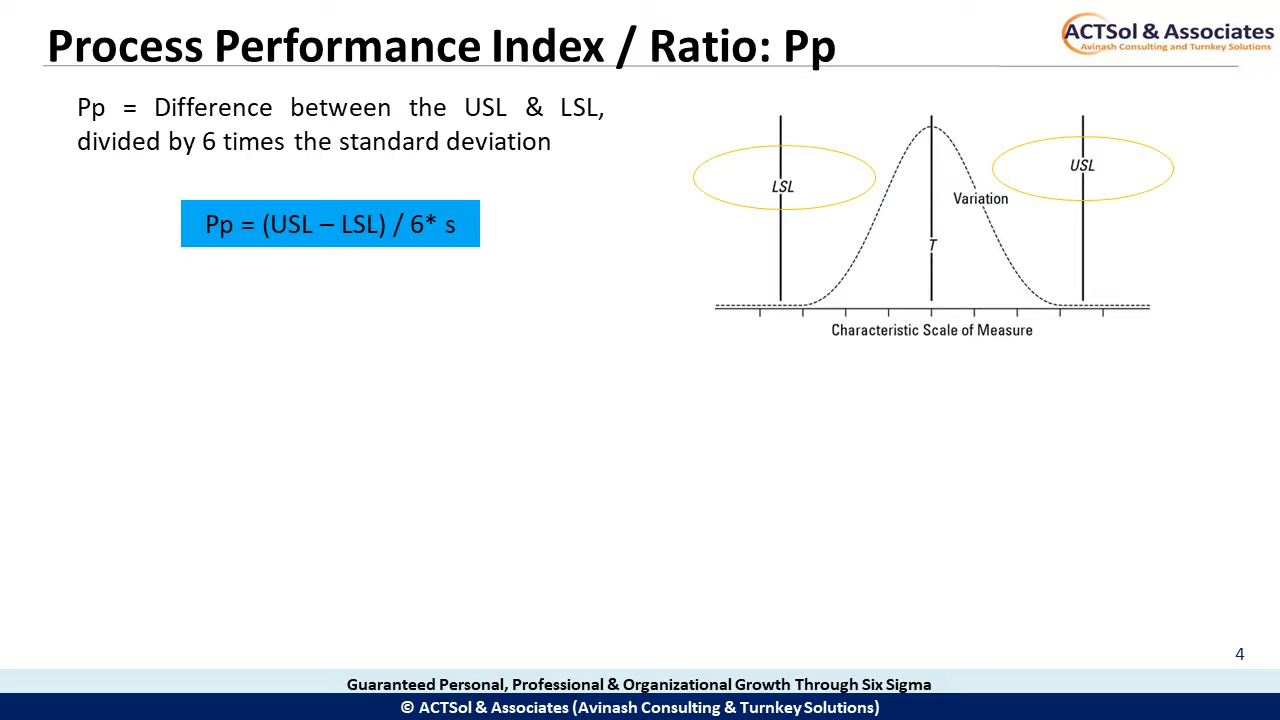 Process Performance Index / Ratio: Pp
ACTSol & Associates
Avinash Consulting and Turnkey Solutions
Pp = Difference between the USL & LSL,
divided by 6 times the standard deviation
Pp = (USL – LSL) / 6* s
LSL
USL
Variation
T
Characteristic Scale of Measure
4
Guaranteed Personal, Professional & Organizational Growth Through Six Sigma
© ACTSol & Associates (Avinash Consulting & Turnkey Solutions)